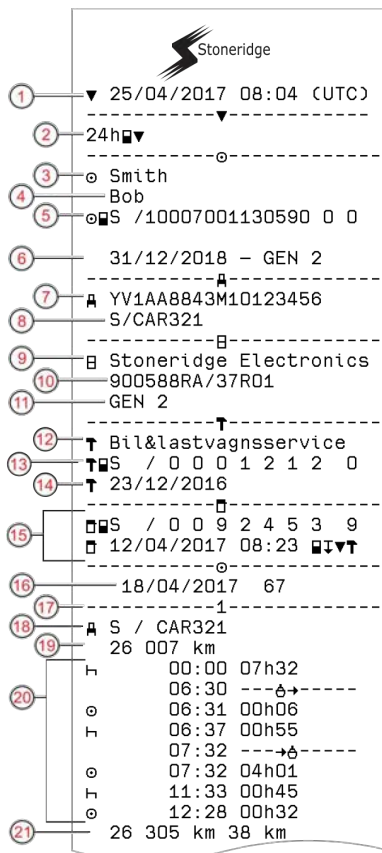 Stoneridge
1 ▼ 25/04/2017 08:04 (UTC)
2 24h▼
3 Smith
4 Bob
5 S /10007001130590 0 0
6 31/12/2018 – GEN 2
7 YV1AA8843M10123456
8 S/CAR321
9 Stoneridge Electronics
10 900588RA/37R01
11 GEN 2
12 Bil&lastvagnsservice
13 S / 0 0 0 1 2 1 2 0
14 23/12/2016
15 S / 0 0 9 2 4 5 3 9
12/04/2017 08:23
16 18/04/2017 67
17 1
18 S / CAR321
19 26 007 km
20 00:00 07h32
06:30
06:31 00h06
06:37 00h55
07:32
07:32 04h01
11:33 00h45
12:28 00h32
21 26 305 km 38 km